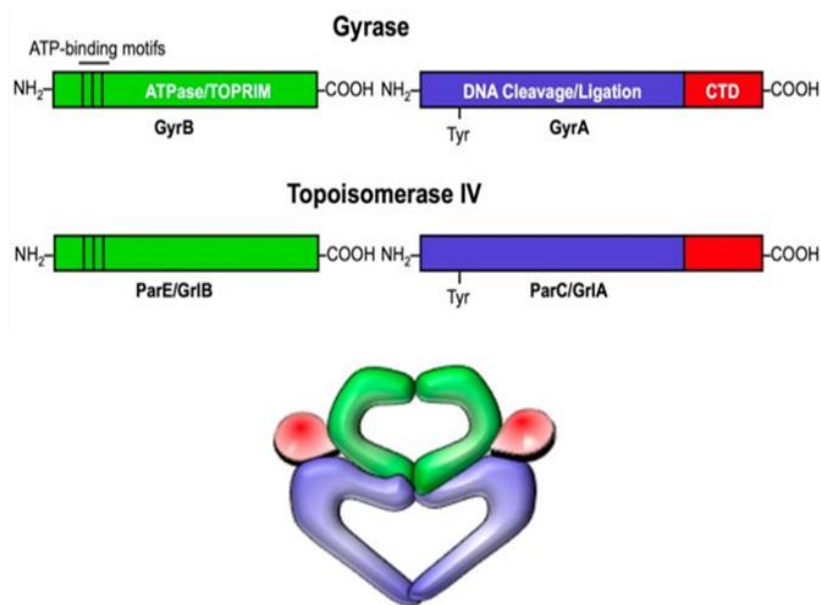 Gyrase
ATP-binding motifs
NH2 ATPase/TOPRIM COOH NH2 DNA Cleavage/Ligation CTD COOH
GyrB Tyr GyrA
Topoisomerase IV
NH2 COOH NH2 COOH
ParE/GrlB Tyr ParC/GrlA